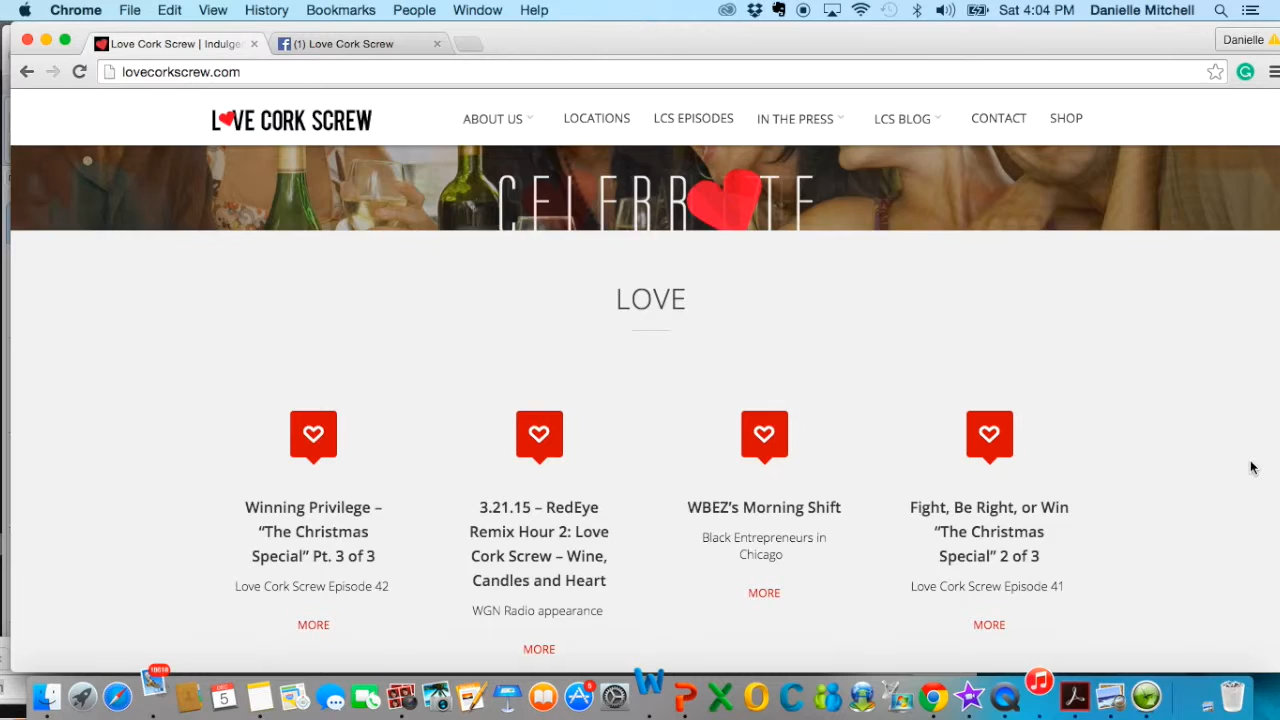 Chrome File Edit View History Bookmarks People Window Help Sat 4:04 PM Danielle Mitchell
Love Cork Screw | Indulge (1) Love Cork Screw Danielle
lovecorkscrew.com
LOVE CORK SCREW ABOUT US LOCATIONS LCS EPISODES IN THE PRESS LCS BLOG CONTACT SHOP
CELEBRTE
LOVE
Winning Privilege –
“The Christmas
Special” Pt. 3 of 3
Love Cork Screw Episode 42
MORE
3.21.15 – RedEye
Remix Hour 2: Love
Cork Screw – Wine,
Candles and Heart
WGN Radio appearance
MORE
WBEZ’s Morning Shift
Black Entrepreneurs in
Chicago
MORE
Fight, Be Right, or Win
“The Christmas
Special” 2 of 3
Love Cork Screw Episode 41
MORE
5